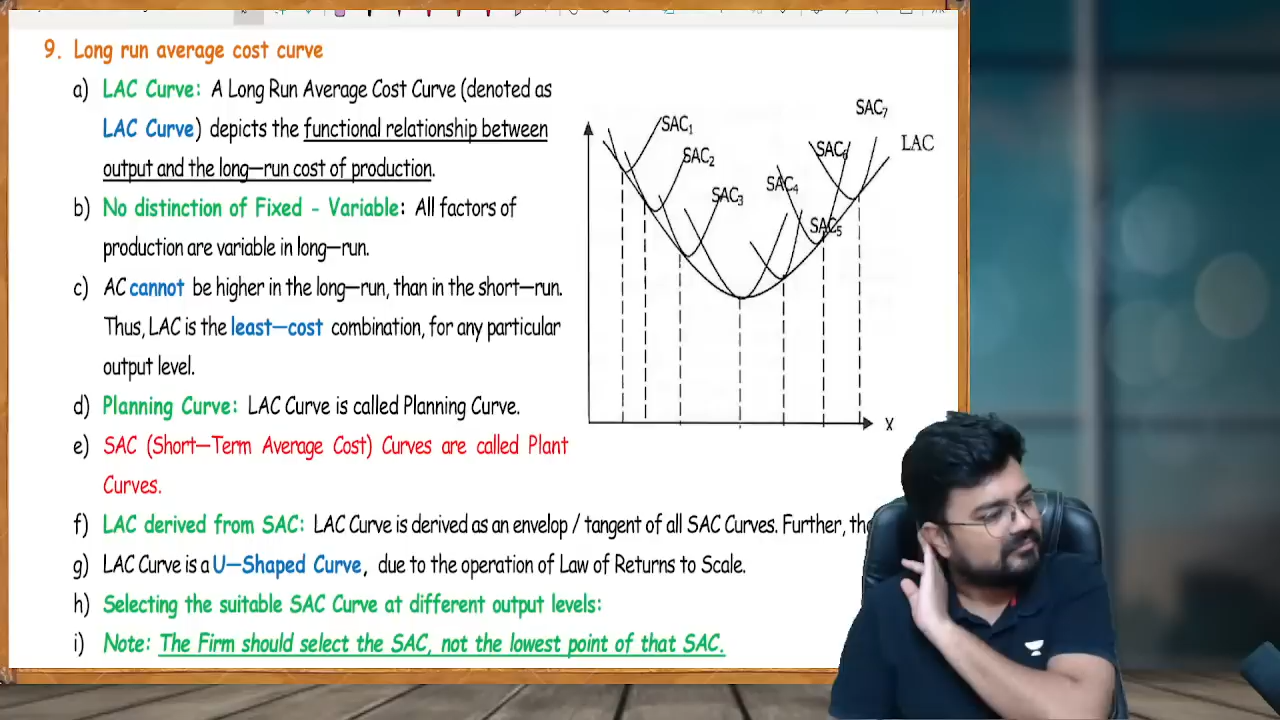 9. Long run average cost curve
a) LAC Curve: A Long Run Average Cost Curve (denoted as
LAC Curve) depicts the functional relationship between
output and the long–run cost of production.
b) No distinction of Fixed - Variable: All factors of
production are variable in long–run.
c) AC cannot be higher in the long–run, than in the short–run.
Thus, LAC is the least–cost combination, for any particular
output level.
d) Planning Curve: LAC Curve is called Planning Curve.
e) SAC (Short–Term Average Cost) Curves are called Plant
Curves.
f) LAC derived from SAC: LAC Curve is derived as an envelop / tangent of all SAC Curves. Further,
g) LAC Curve is a U–Shaped Curve, due to the operation of Law of Returns to Scale.
h) Selecting the suitable SAC Curve at different output levels:
i) Note: The Firm should select the SAC, not the lowest point of that SAC.
SAC₁
SAC₂
SAC₃
SAC₄
SAC₅
SAC₆
SAC₇
LAC
X